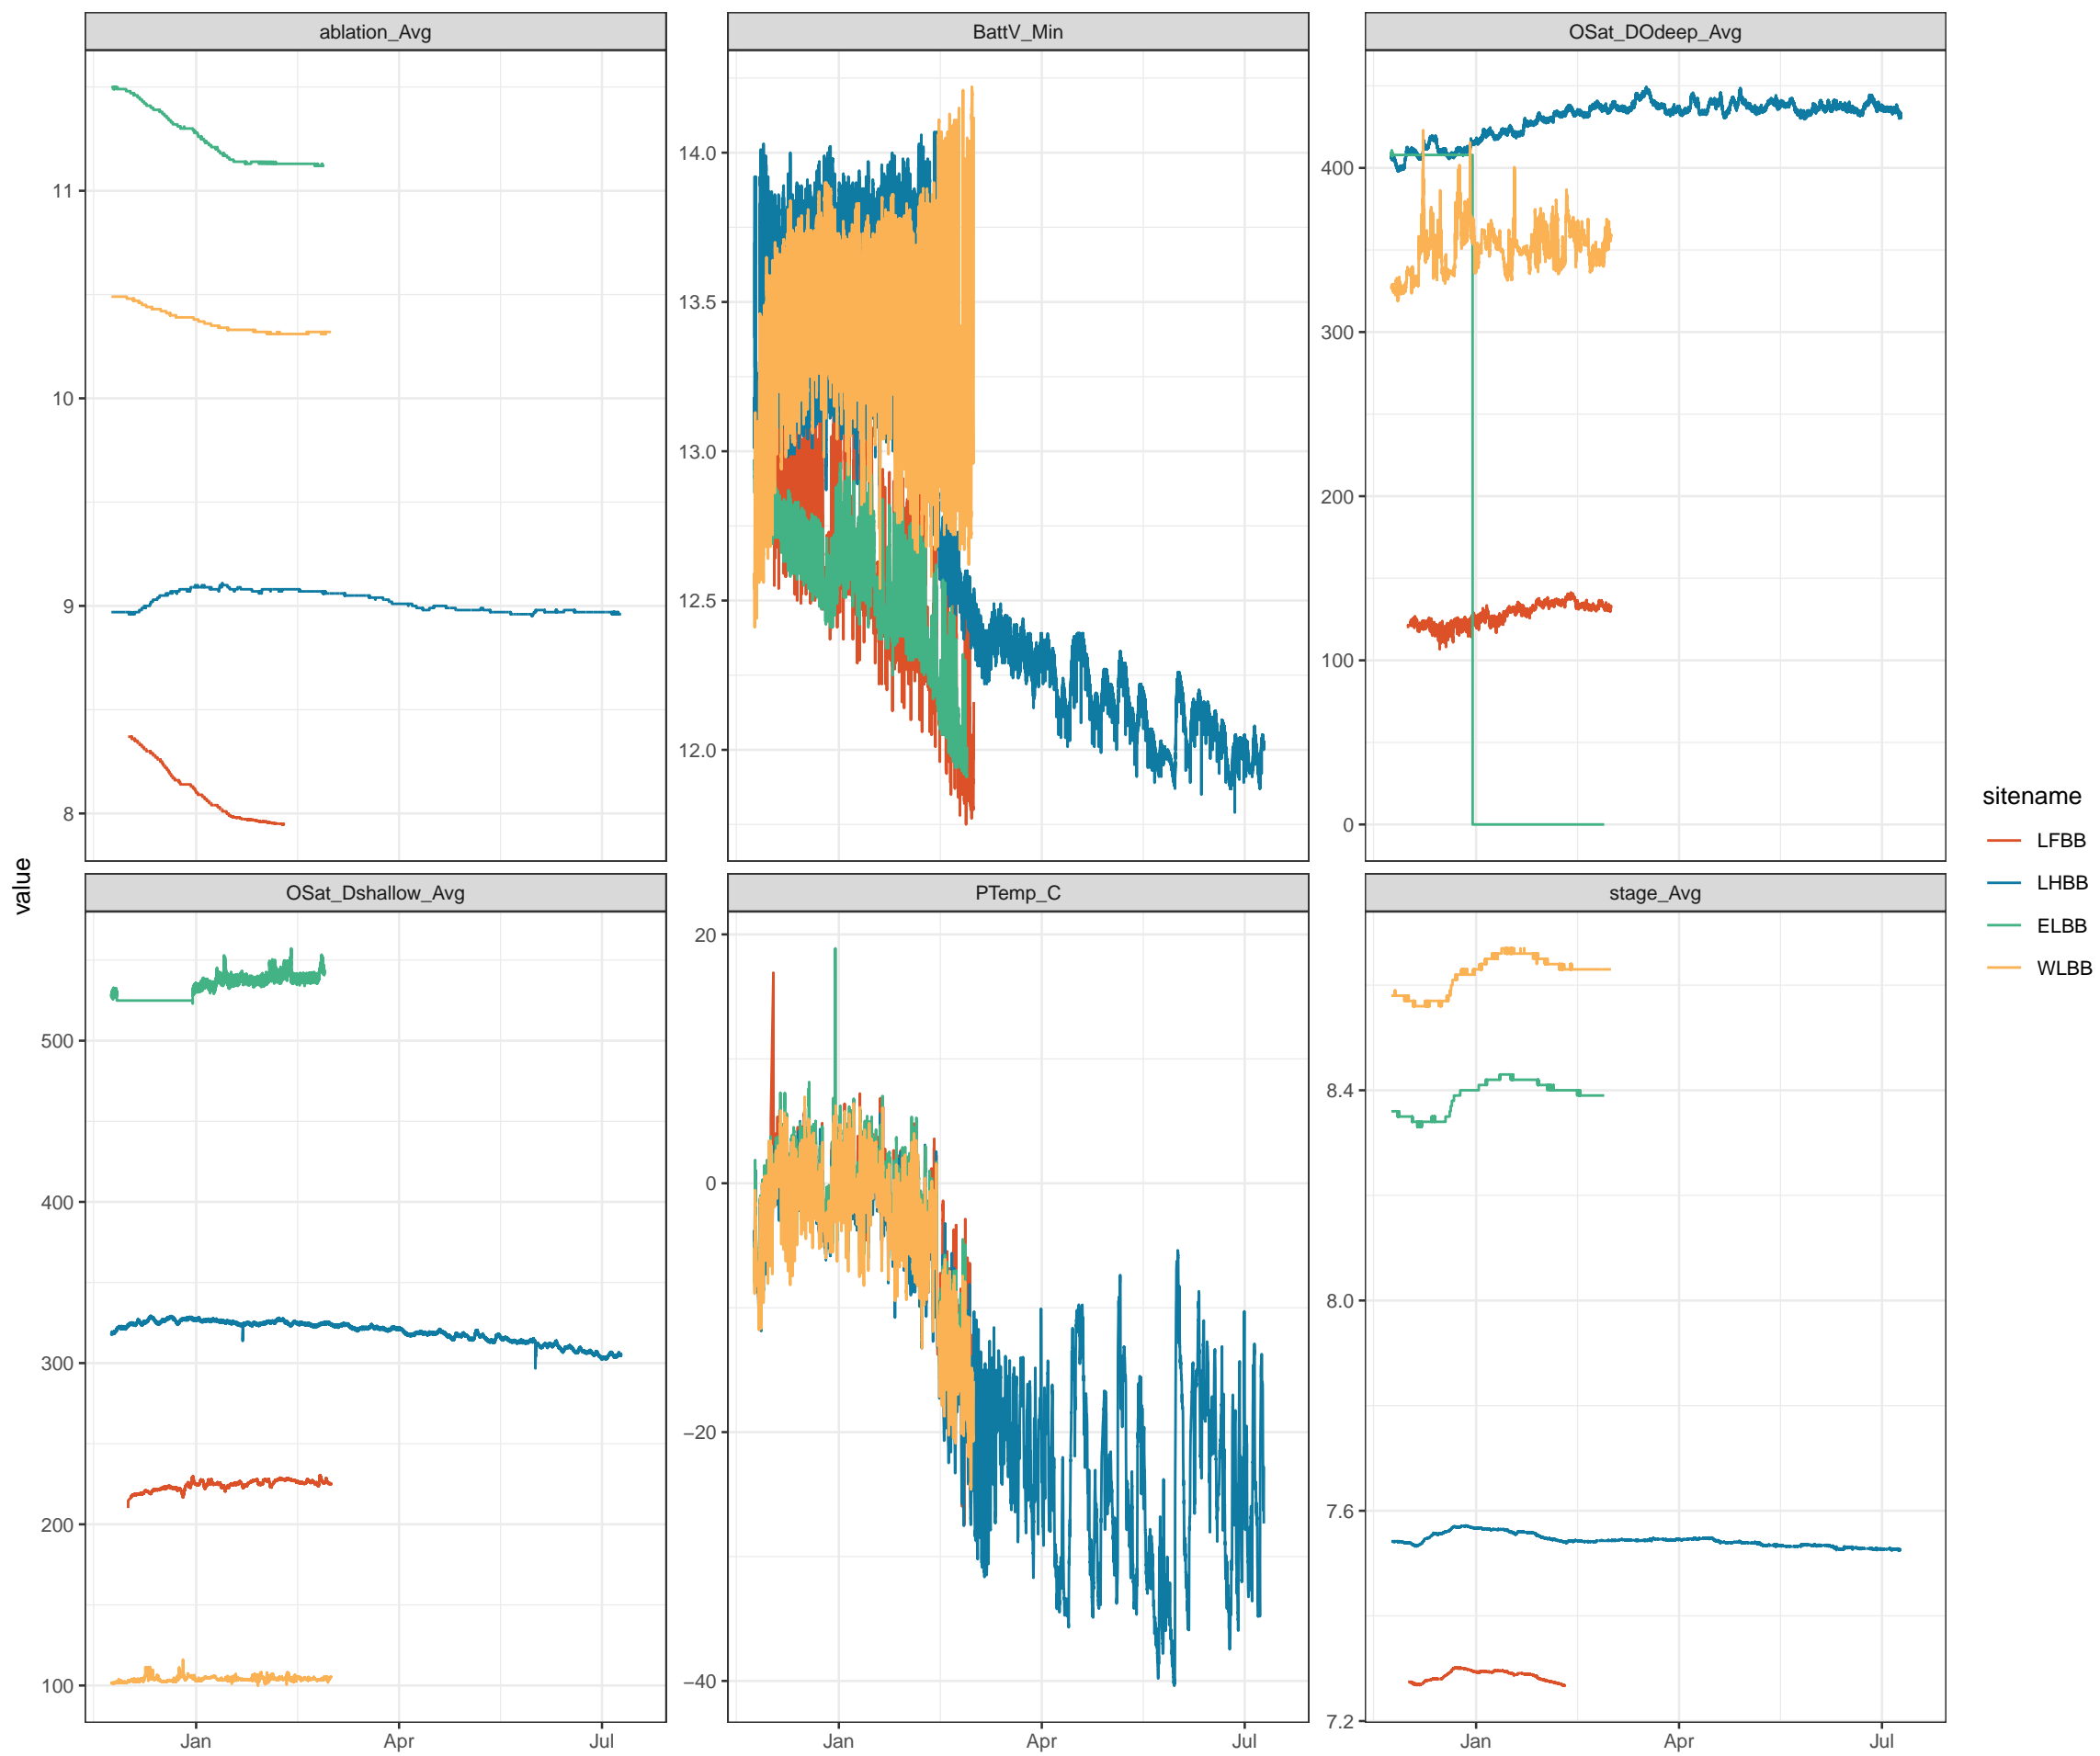 ablation_Avg
BattV_Min
OSat_DOdeep_Avg
11
10
9
8
14.0
13.5
13.0
12.5
12.0
400
300
200
100
0
value
OSat_Dshallow_Avg
PTemp_C
stage_Avg
500
400
300
200
100
20
0
−20
−40
8.4
8.0
7.6
7.2
Jan Apr Jul
Jan Apr Jul
Jan Apr Jul
sitename
LFBB
LHBB
ELBB
WLBB